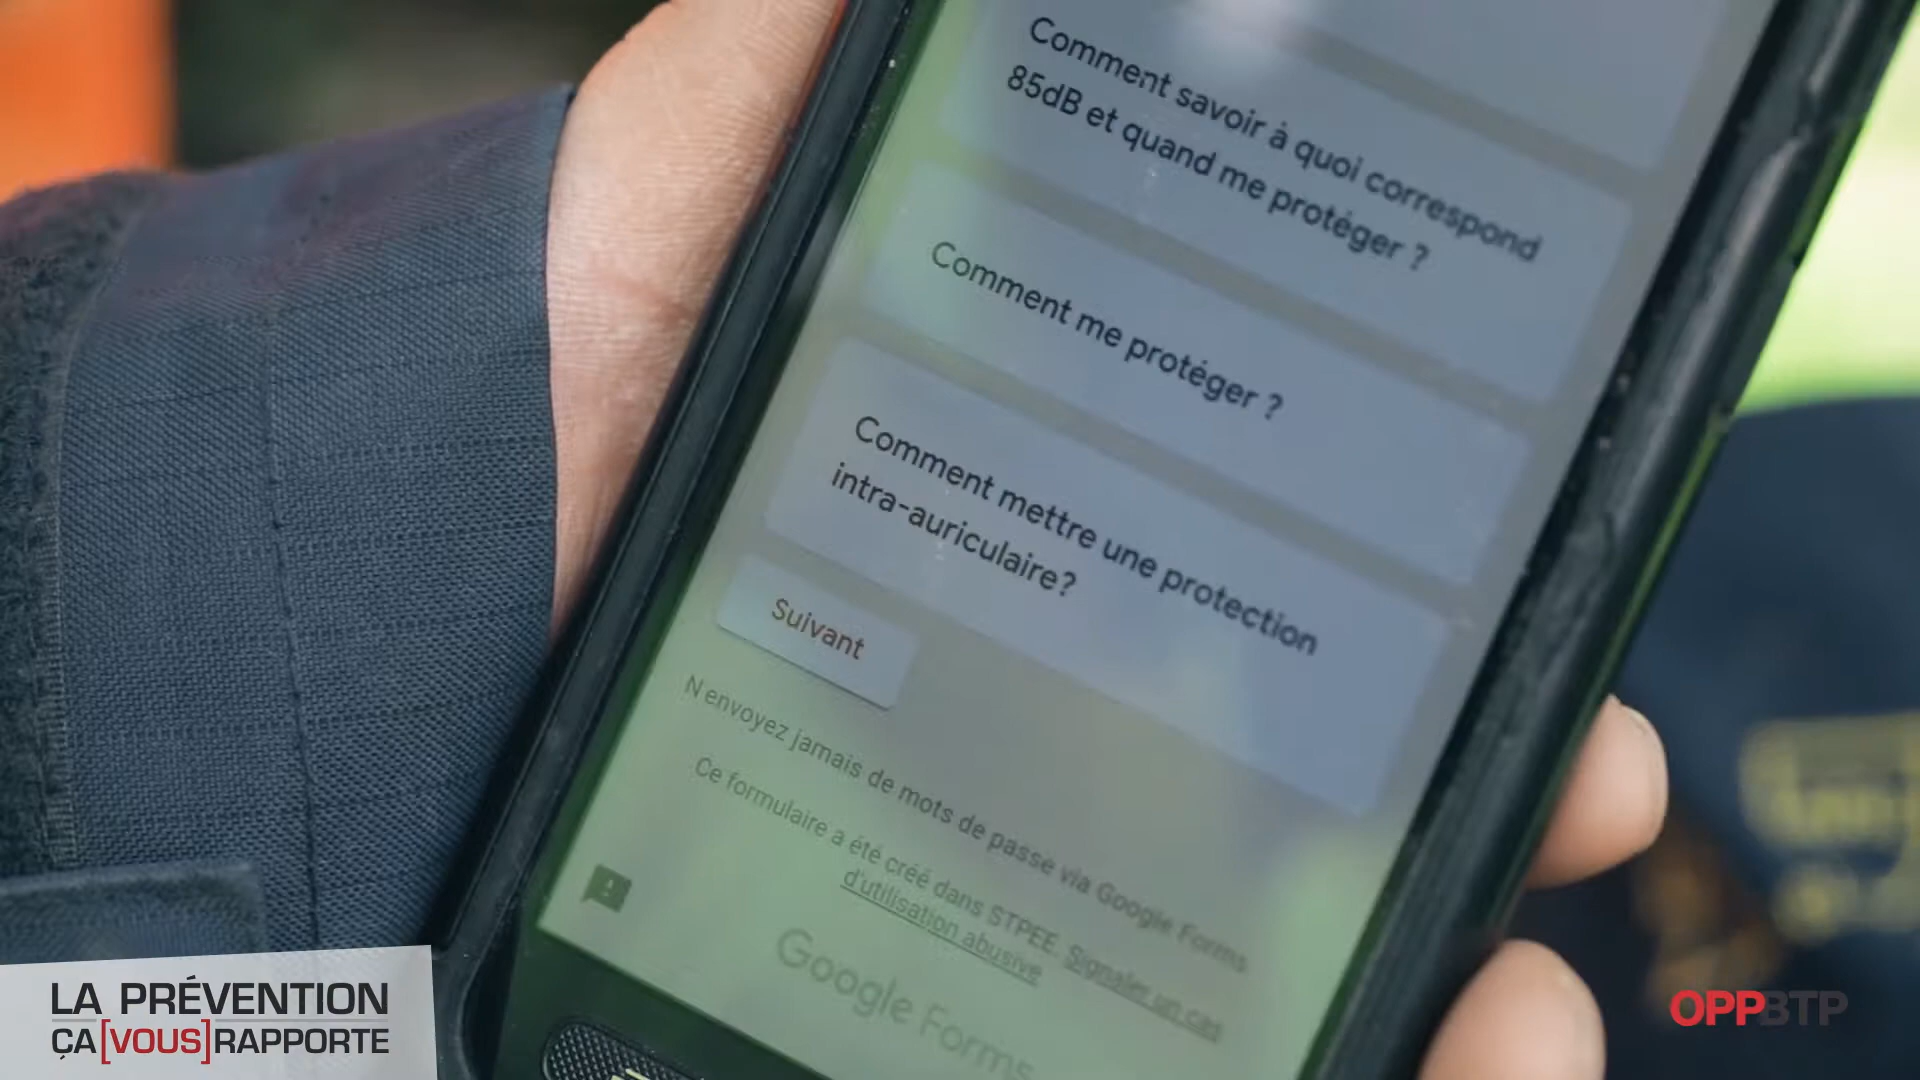 Comment savoir à quoi correspond
85dB et quand me protéger ?
Comment me protéger ?
Comment mettre une protection
intra-auriculaire?
Suivant
N'envoyez jamais de mots de passe via Google Forms.
Ce formulaire a été créé dans STPEE. Signaler un cas
d'utilisation abusive
Google Forms
LA PRÉVENTION
ÇA[VOUS]RAPPORTE
OPPBTP